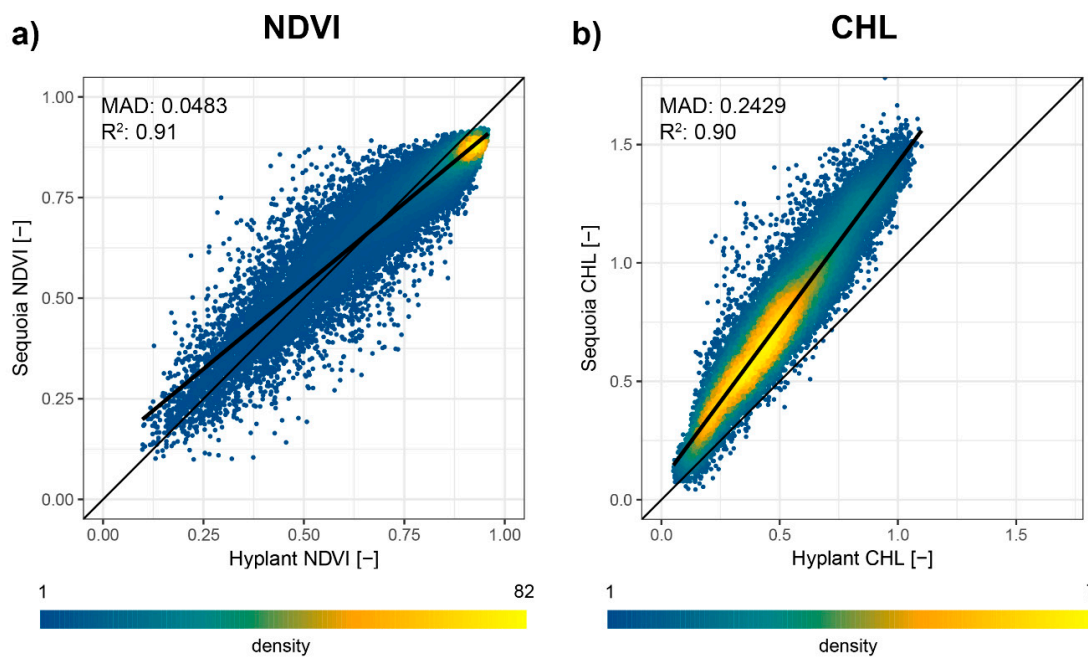 a)
NDVI
MAD: 0.0483
R²: 0.91
1.00
0.75
0.50
0.25
0.00
Sequoia NDVI [−]
0.00 0.25 0.50 0.75 1.00
Hyplant NDVI [−]
1 82
density
b)
CHL
MAD: 0.2429
R²: 0.90
1.5
1.0
0.5
0.0
Sequoia CHL [−]
0.0 0.5 1.0 1.5
Hyplant CHL [−]
1
density